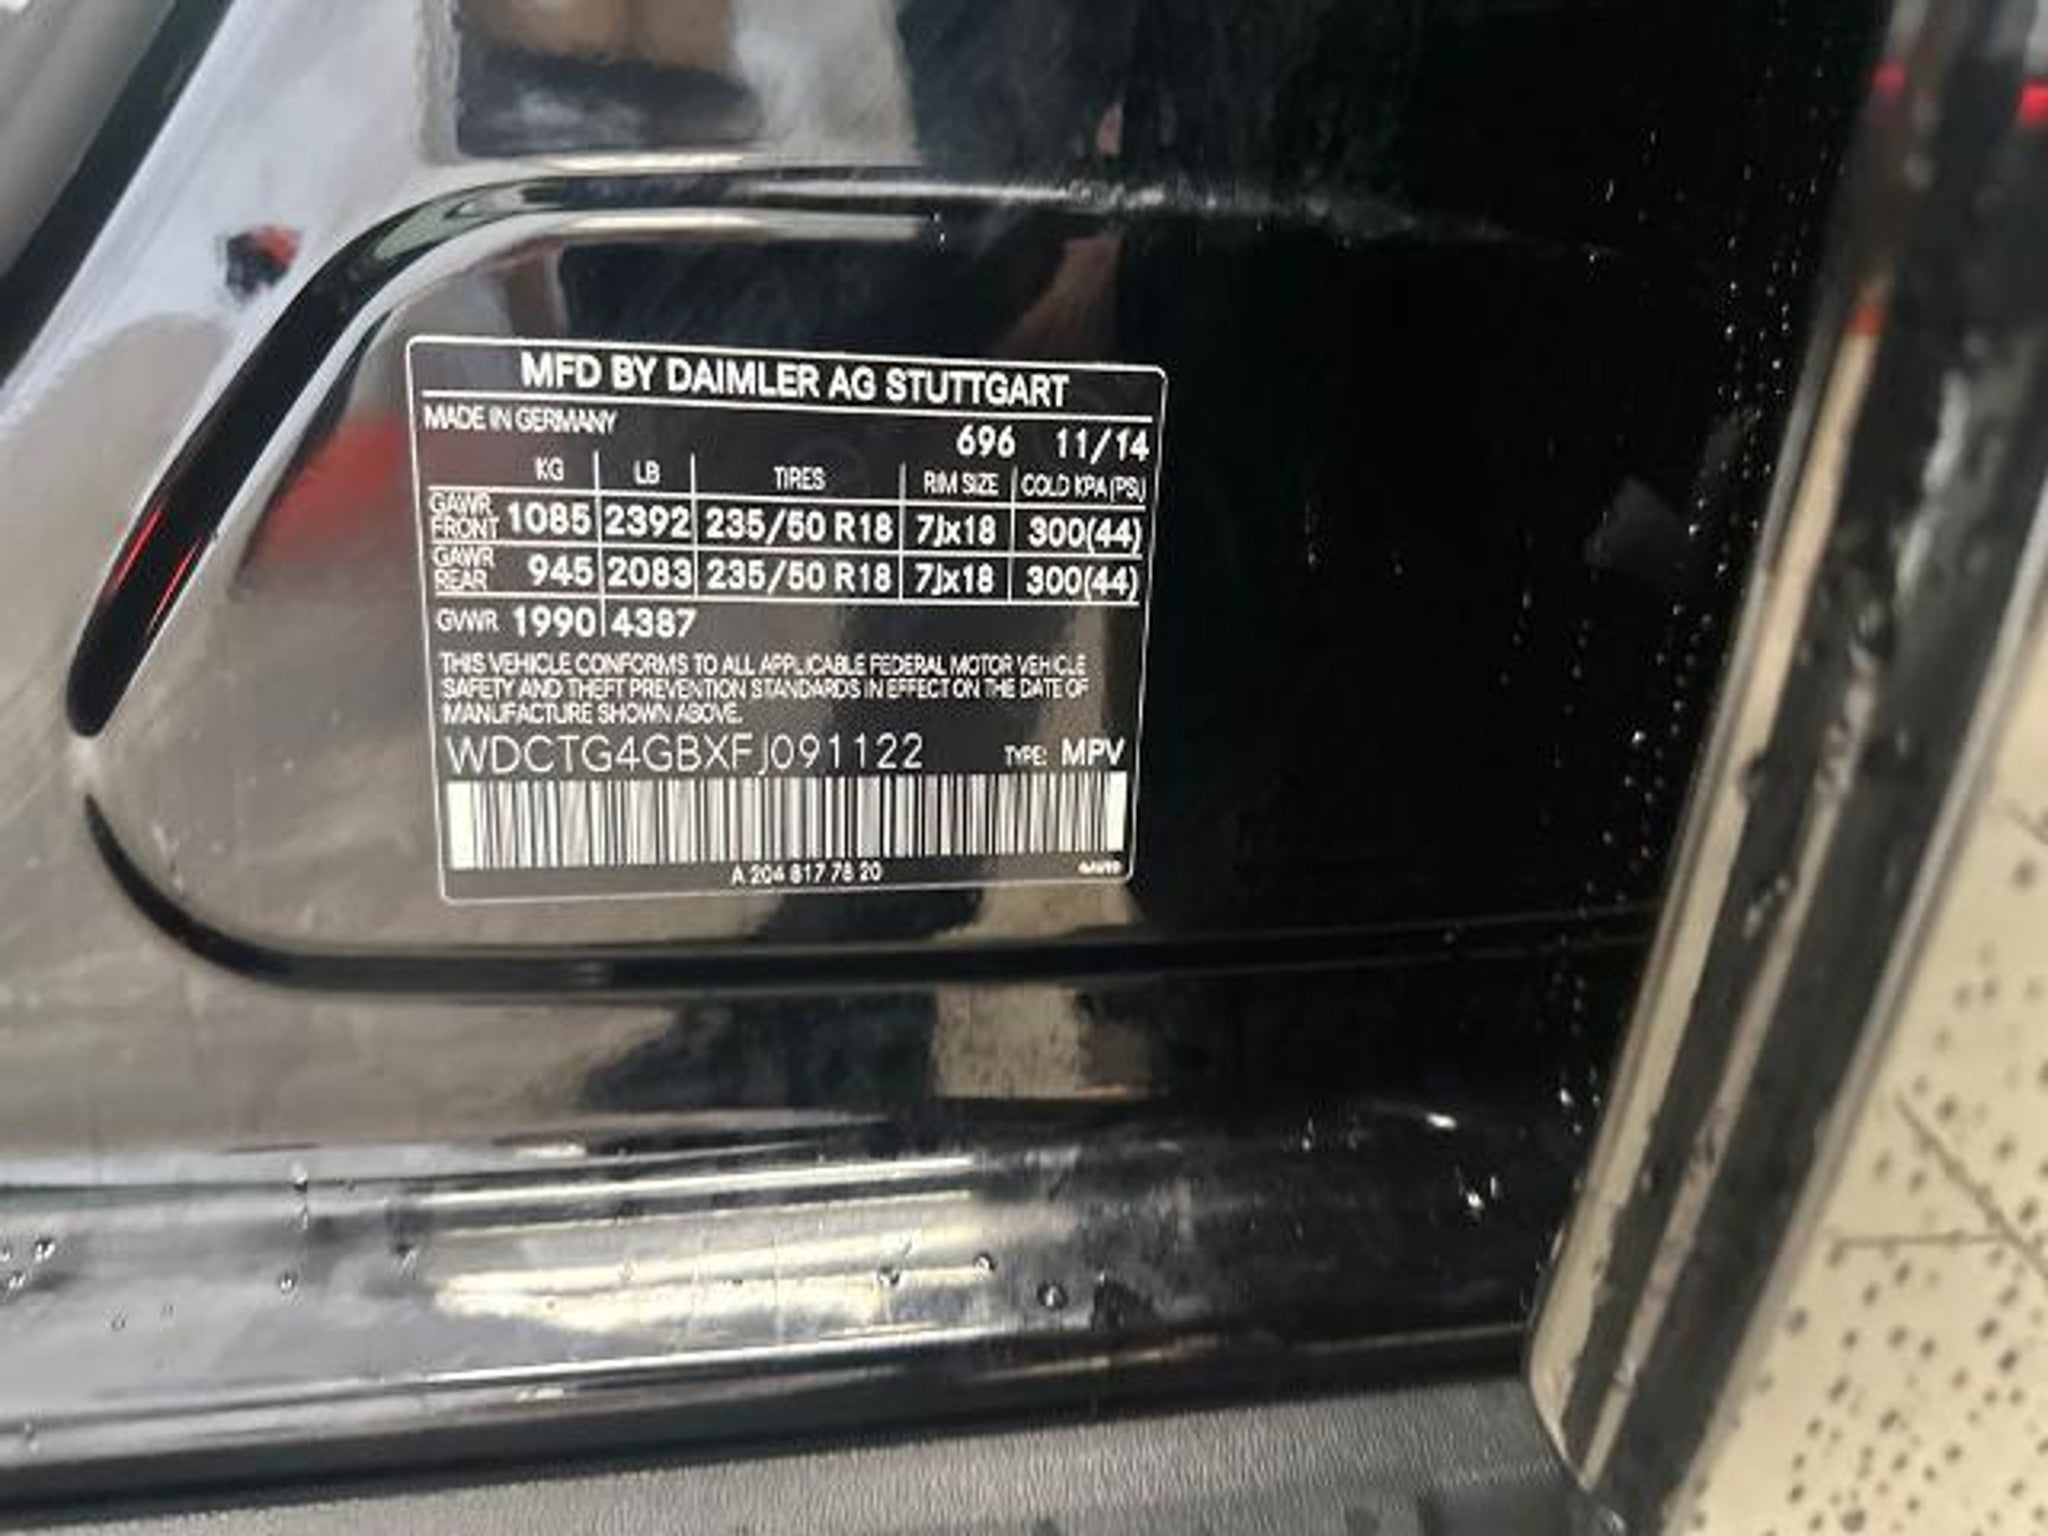 MFD BY DAIMLER AG STUTTGART
MADE IN GERMANY
696 11/14
KG LB TIRES RIM SIZE COLD KPA (PSI)
GAWR FRONT 1085 2392 235/50 R18 7Jx18 300(44)
GAWR REAR 945 2083 235/50 R18 7Jx18 300(44)
GVWR 1990 4387
THIS VEHICLE CONFORMS TO ALL APPLICABLE FEDERAL MOTOR VEHICLE
SAFETY AND THEFT PREVENTION STANDARDS IN EFFECT ON THE DATE OF
MANUFACTURE SHOWN ABOVE.
WDCTG4GBXFJ091122 TYPE: MPV
A 204 817 78 20